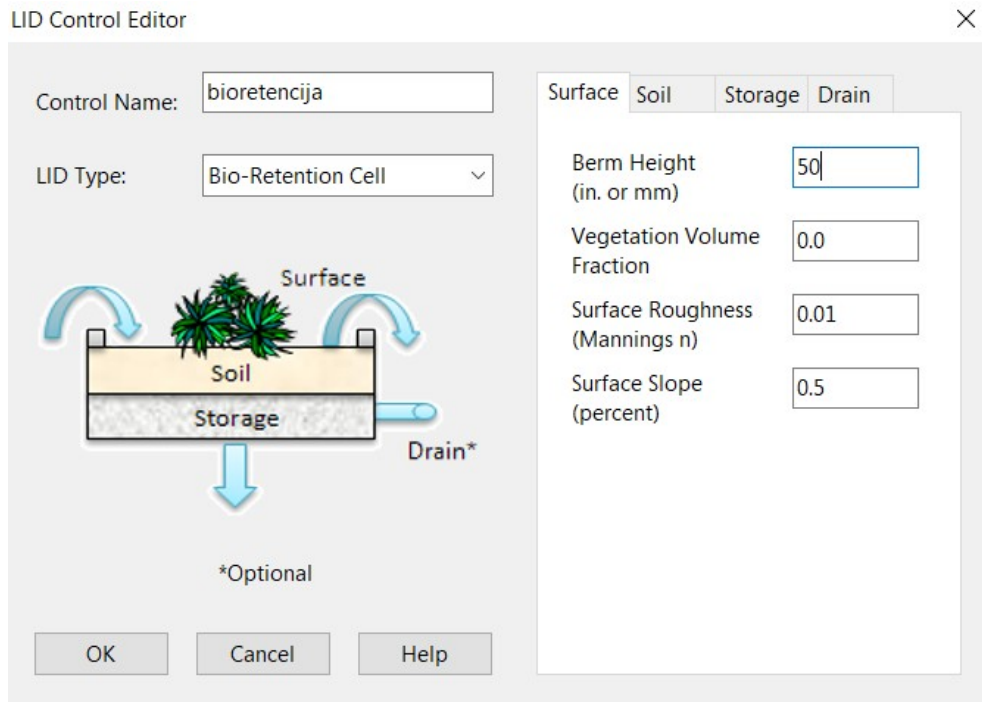 LID Control Editor
Control Name:
bioretencija
LID Type:
Bio-Retention Cell
Surface
Soil
Storage
Drain*
*Optional
OK
Cancel
Help
Surface
Soil
Storage
Drain
Berm Height
(in. or mm)
50
Vegetation Volume
Fraction
0.0
Surface Roughness
(Mannings n)
0.01
Surface Slope
(percent)
0.5